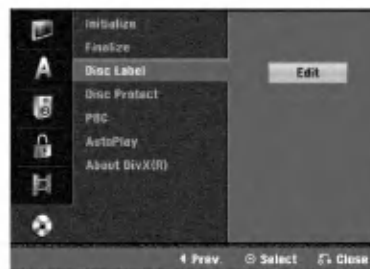 Initialize
Finalize
Disc Label
Edit
Disc Protect
PBC
AutoPlay
About DivX(R)
Prev.
Select
Close